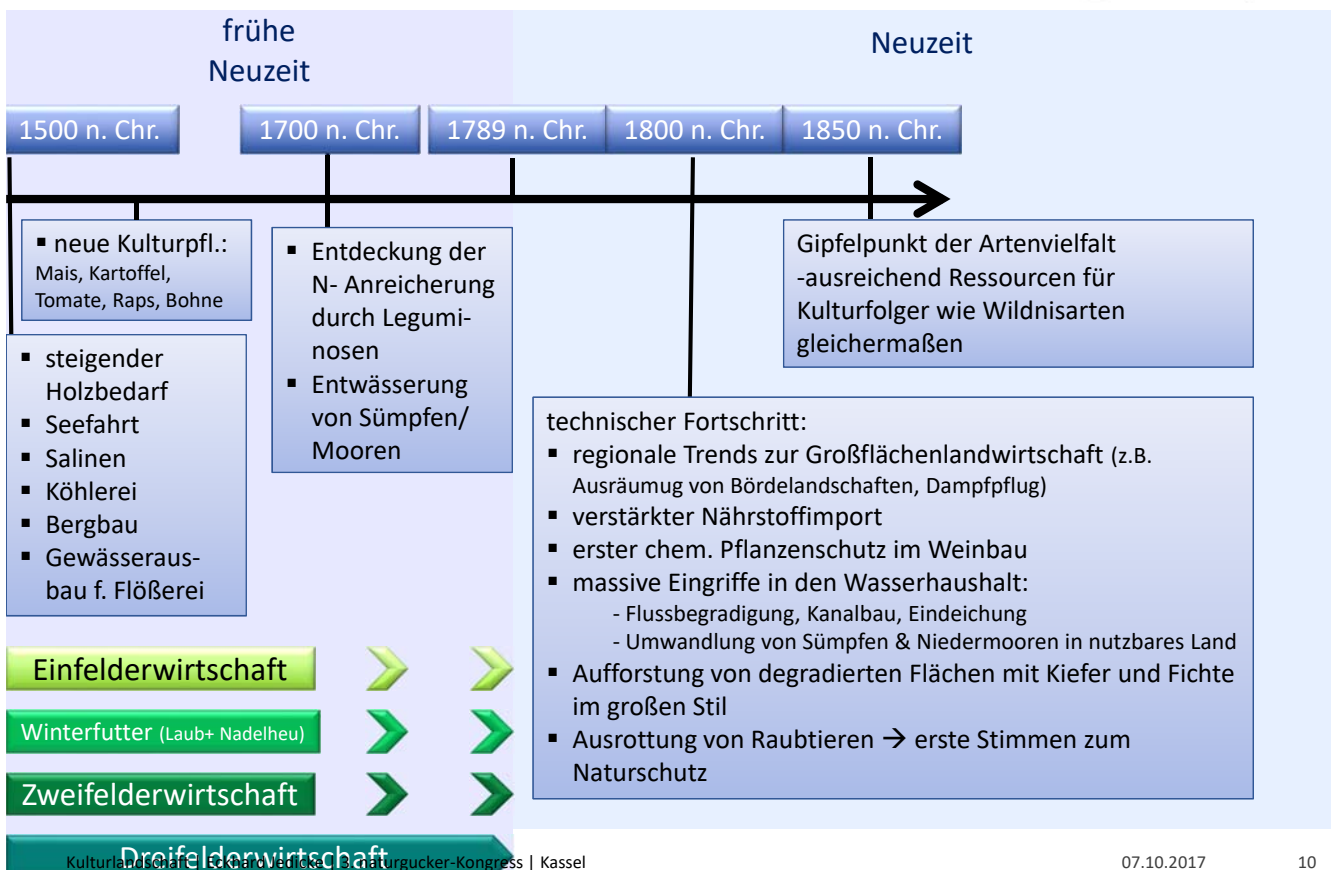 frühe
Neuzeit
Neuzeit
1500 n. Chr.
1700 n. Chr.
1789 n. Chr.
1800 n. Chr.
1850 n. Chr.
▪ neue Kulturpfl.:
Mais, Kartoffel,
Tomate, Raps, Bohne
▪ steigender
Holzbedarf
▪ Seefahrt
▪ Salinen
▪ Köhlerei
▪ Bergbau
▪ Gewässeraus-
bau f. Flößerei
▪ Entdeckung der
N- Anreicherung
durch Legumi-
nosen
▪ Entwässerung
von Sümpfen/
Mooren
Gipfelpunkt der Artenvielfalt
-ausreichend Ressourcen für
Kulturfolger wie Wildnisarten
gleichermaßen
technischer Fortschritt:
▪ regionale Trends zur Großflächenlandwirtschaft (z.B.
Ausräumug von Bördelandschaften, Dampfpflug)
▪ verstärkter Nährstoffimport
▪ erster chem. Pflanzenschutz im Weinbau
▪ massive Eingriffe in den Wasserhaushalt:
- Flussbegradigung, Kanalbau, Eindeichung
- Umwandlung von Sümpfen & Niedermooren in nutzbares Land
▪ Aufforstung von degradierten Flächen mit Kiefer und Fichte
im großen Stil
▪ Ausrottung von Raubtieren → erste Stimmen zum
Naturschutz
Einfelderwirtschaft
Winterfutter (Laub+ Nadelheu)
Zweifelderwirtschaft
Dreifelderwirtschaft
Kulturlandschaft | Eckhard Jedicke | 3. naturgucker-Kongress | Kassel
07.10.2017
10